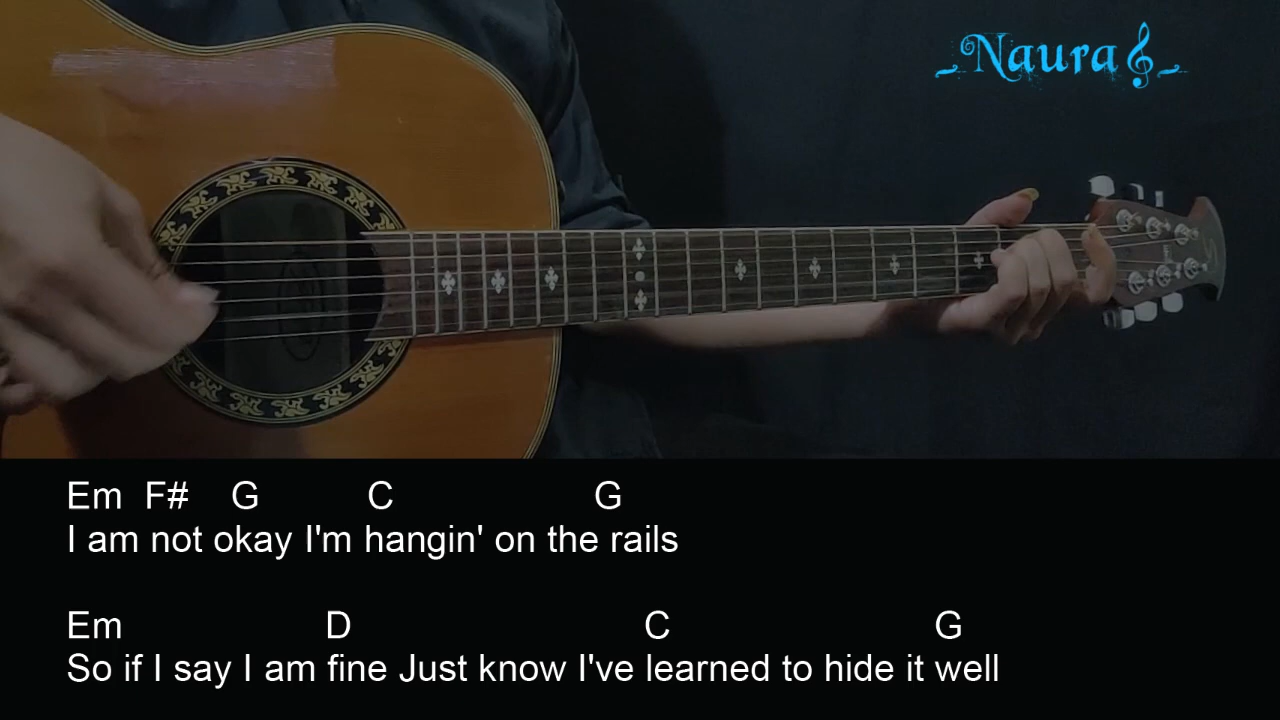 Naura
Em F# G C G
I am not okay I'm hangin' on the rails
Em D C G
So if I say I am fine Just know I've learned to hide it well